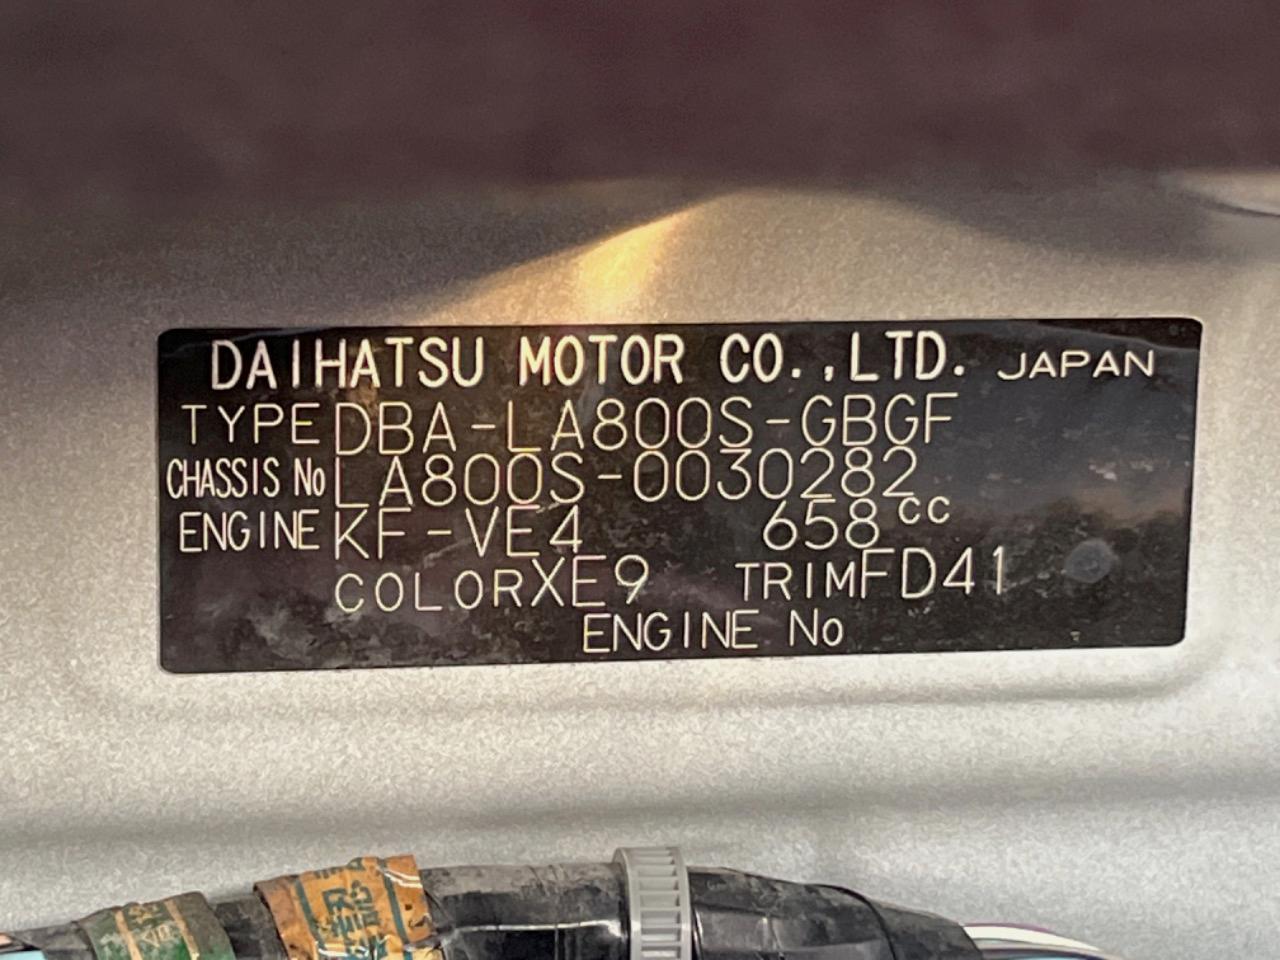 DAIHATSU MOTOR CO.,LTD. JAPAN
TYPE DBA-LA800S-GBGF
CHASSIS No LA800S-0030282
ENGINE KF-VE4 658cc
COLOR XE9 TRIM FD41
ENGINE No